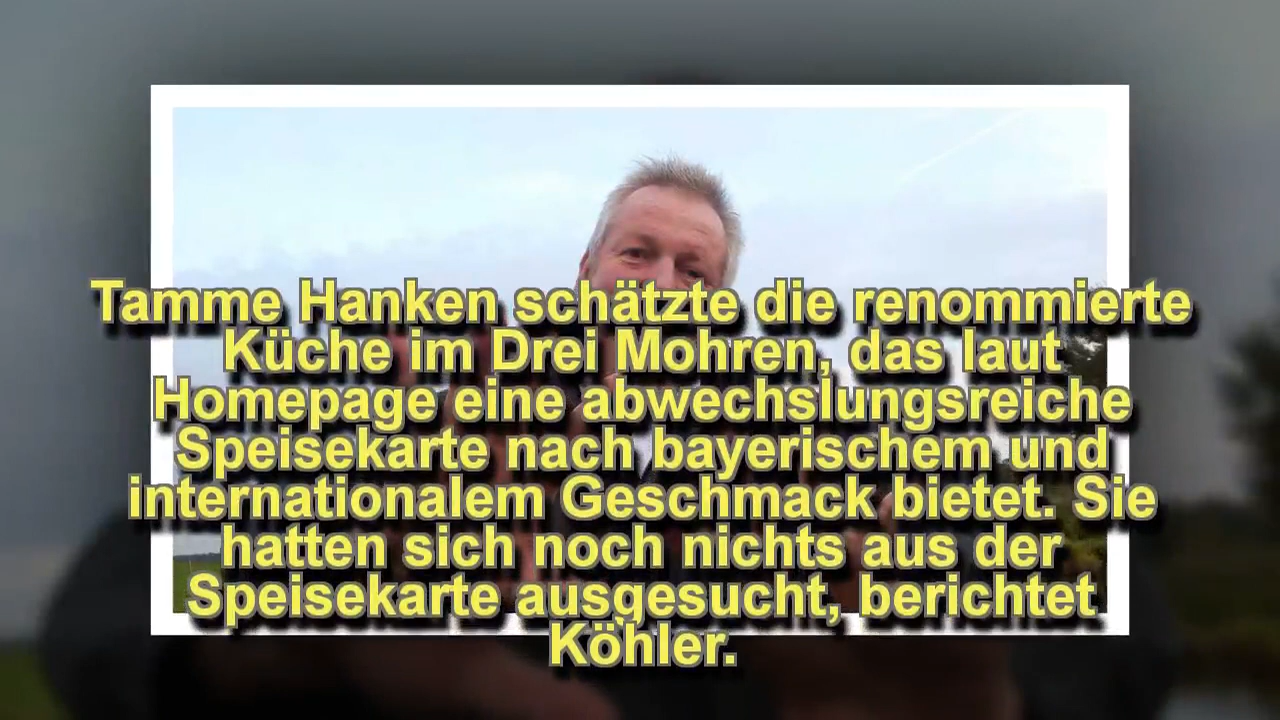 Tamme Hanken schätzte die renommierte
Küche im Drei Mohren, das laut
Homepage eine abwechslungsreiche
Speisekarte nach bayerischem und
internationalem Geschmack bietet. Sie
hatten sich noch nichts aus der
Speisekarte ausgesucht, berichtet
Köhler.